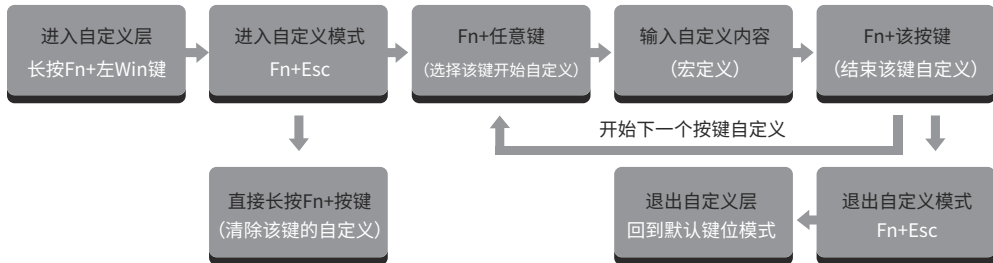 进入自定义层
长按Fn+左Win键
进入自定义模式
Fn+Esc
Fn+任意键
(选择该键开始自定义)
输入自定义内容
(宏定义)
Fn+该按键
(结束该键自定义)
开始下一个按键自定义
直接长按Fn+按键
(清除该键的自定义)
退出自定义层
回到默认键位模式
退出自定义模式
Fn+Esc